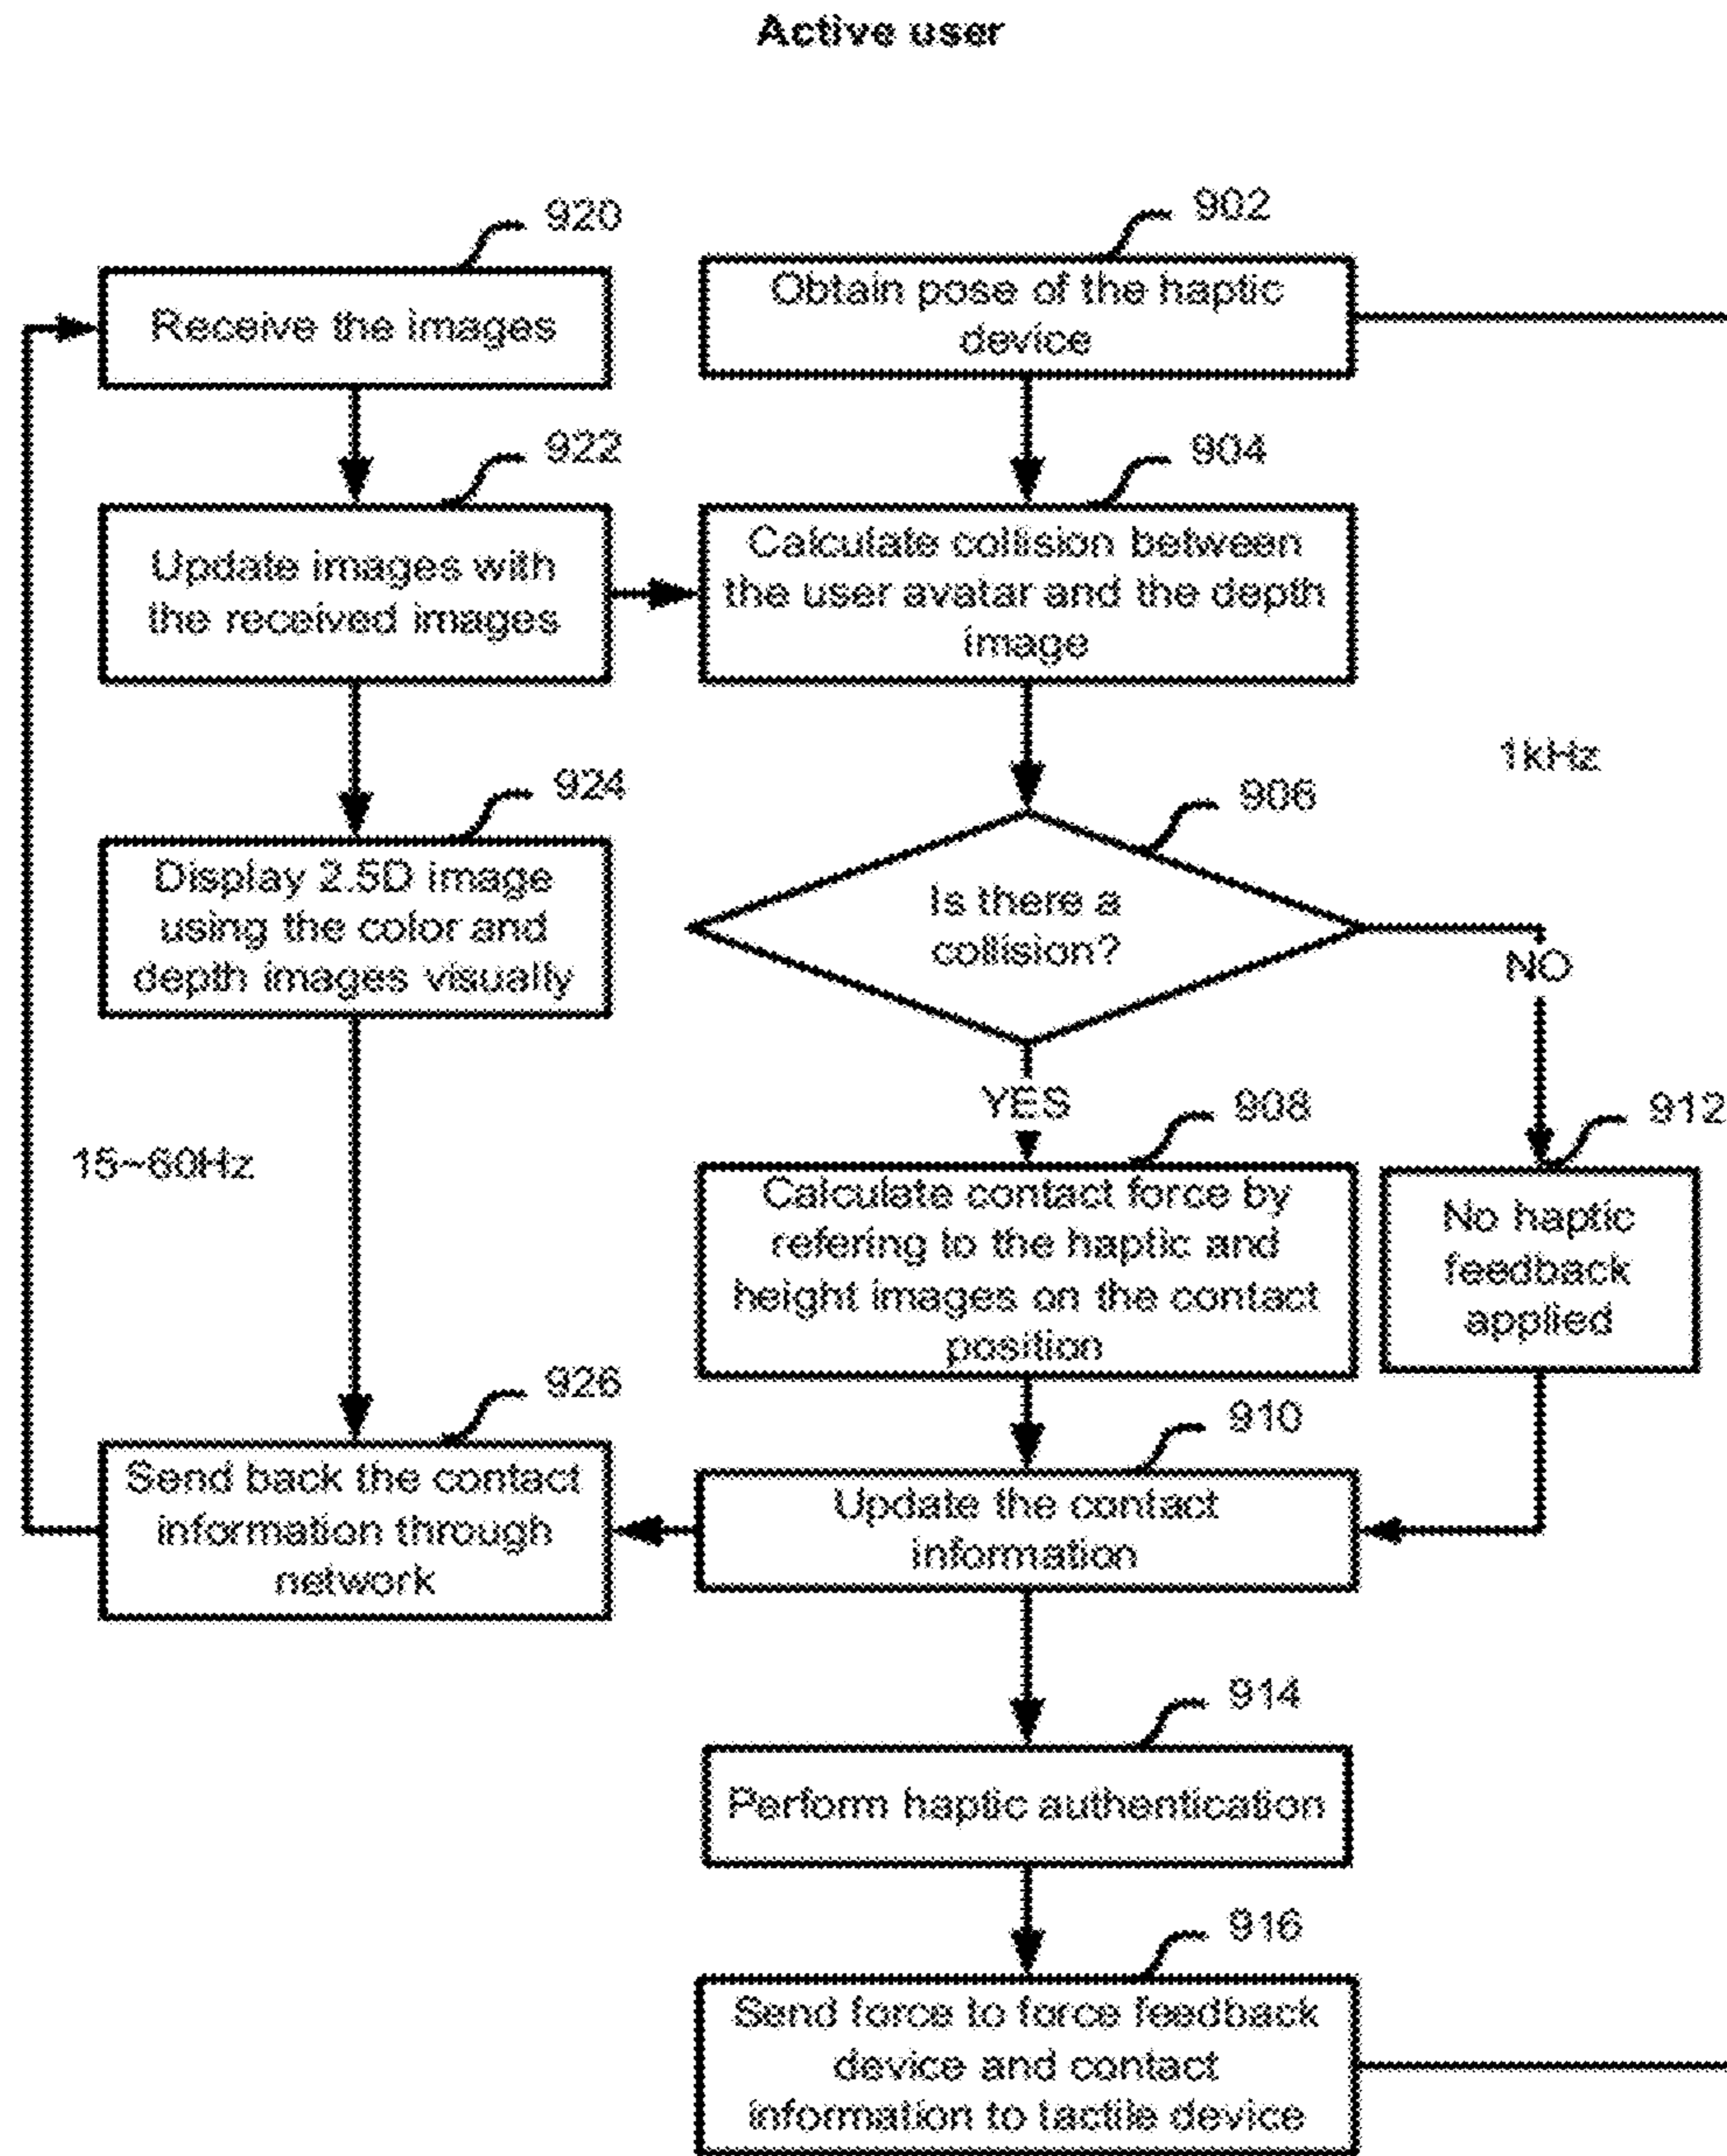 Active user
920
Receive the images
922
Update images with
the received images
924
Display 2.5D image
using the color and
depth images visually
15~60Hz
926
Send back the contact
information through
network
902
Obtain pose of the haptic
device
904
Calculate collision between
the user avatar and the depth
image
1kHz
906
Is there a
collision?
NO
YES
908
Calculate contact force by
refering to the haptic and
height images on the contact
position
912
No haptic
feedback
applied
910
Update the contact
information
914
Perform haptic authentication
916
Send force to force feedback
device and contact
information to tactile device